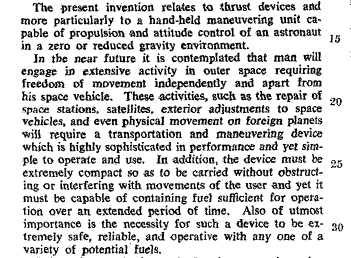 The present invention relates to thrust devices and
more particularly to a hand-held maneuvering unit ca-
pable of propulsion and attitude control of an astronaut 15
in a zero or reduced gravity environment.
In the near future it is contemplated that man will
engage in extensive activity in outer space requiring
freedom of movement independently and apart from
his space vehicle. These activities, such as the repair of 20
space stations, satellites, exterior adjustments to space
vehicles, and even physical movement on foreign planets
will require a transportation and maneuvering device
which is highly sophisticated in performance and yet sim-
ple to operate and use. In addition, the device must be 25
extremely compact so as to be carried without obstruct-
ing or interfering with movements of the user and yet it
must be capable of containing fuel sufficient for opera-
tion over an extended period of time. Also of utmost
importance is the necessity for such a device to be ex- 30
tremely safe, reliable, and operative with any one of a
variety of potential fuels.